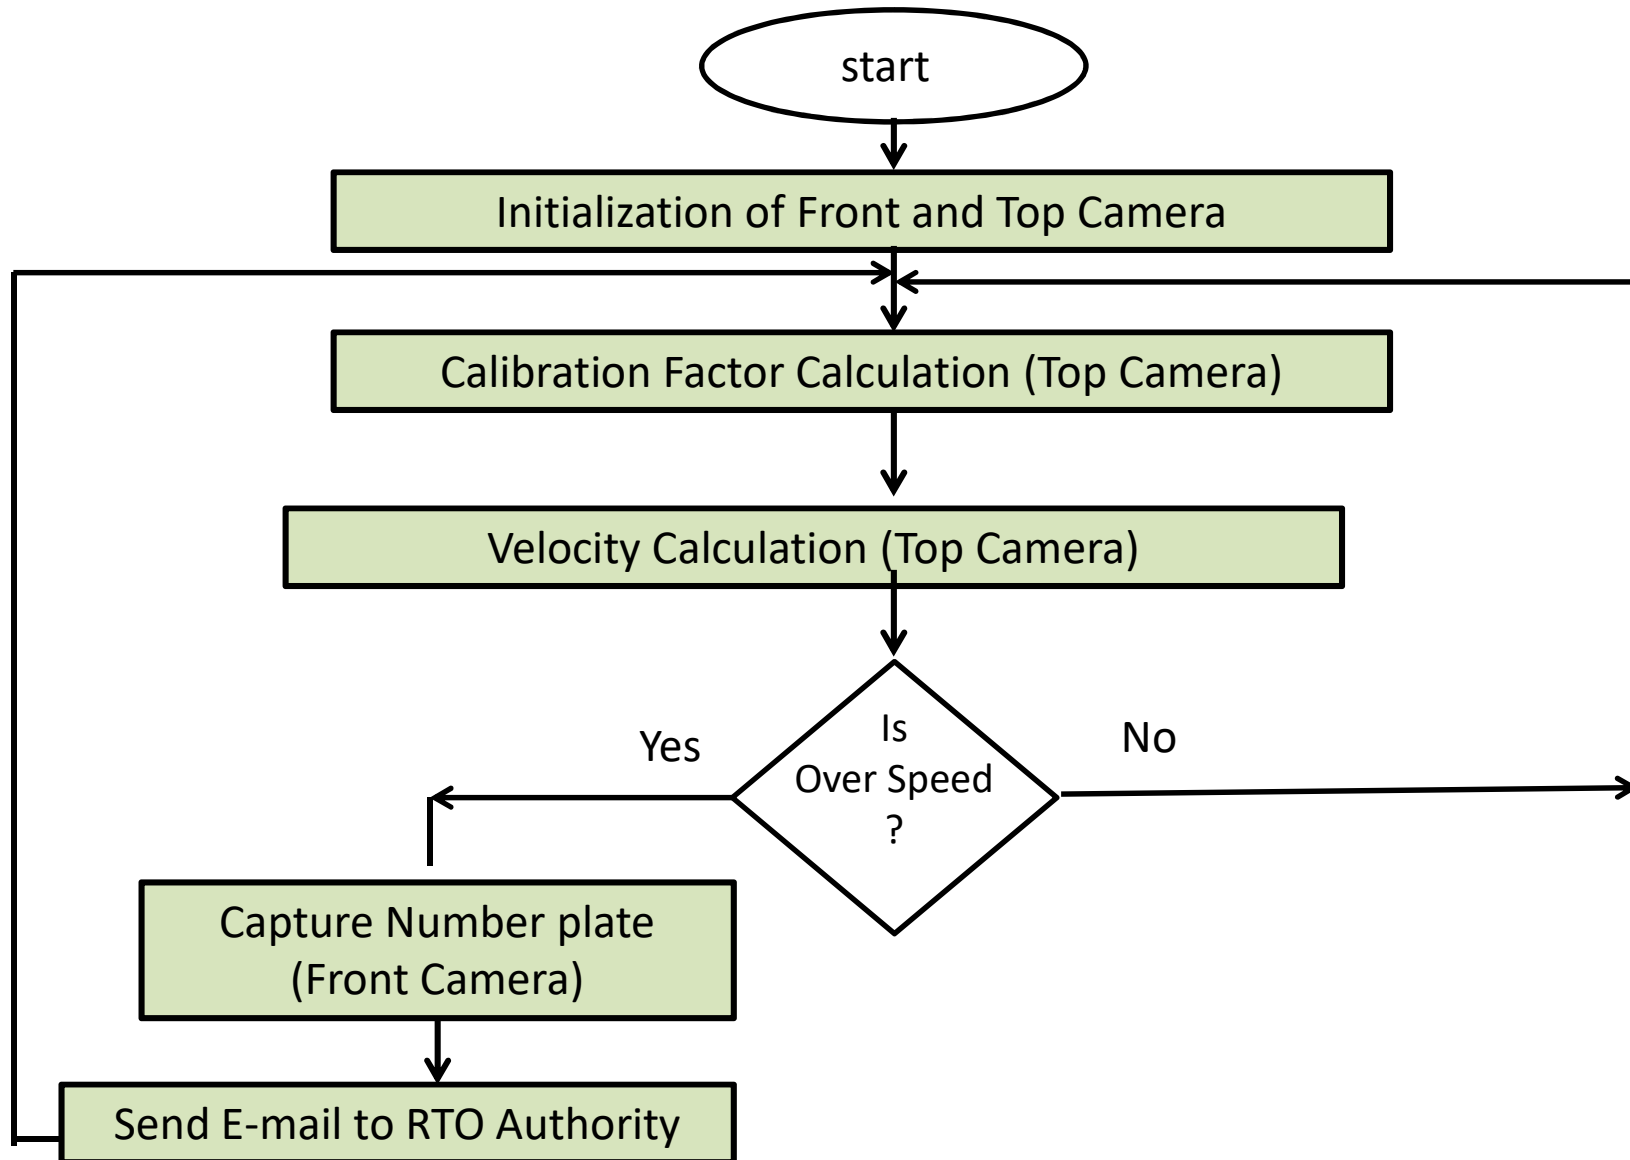 start
Initialization of Front and Top Camera
Calibration Factor Calculation (Top Camera)
Velocity Calculation (Top Camera)
Is
Over Speed
?
Yes
No
Capture Number plate
(Front Camera)
Send E-mail to RTO Authority